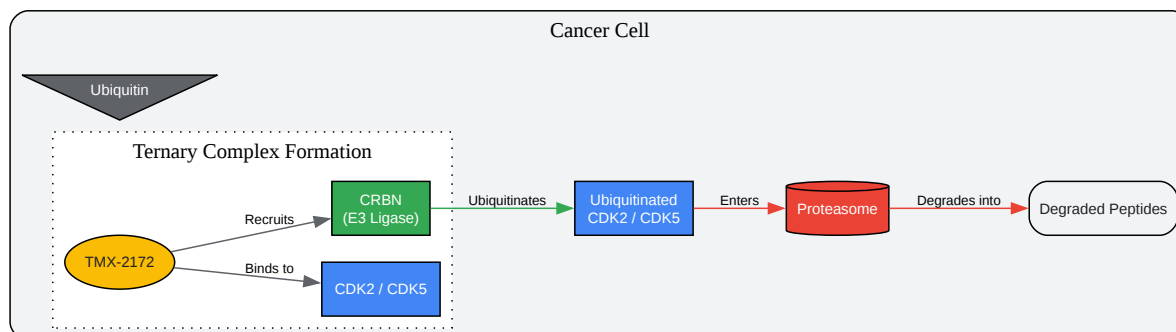 Cancer Cell
Ubiquitin
Ternary Complex Formation
CRBN
(E3 Ligase)
Recruits
Ubiquitinates
Ubiquitinated
CDK2 / CDK5
Enters
Proteasome
Degrades into
Degraded Peptides
TMX-2172
Binds to
CDK2 / CDK5